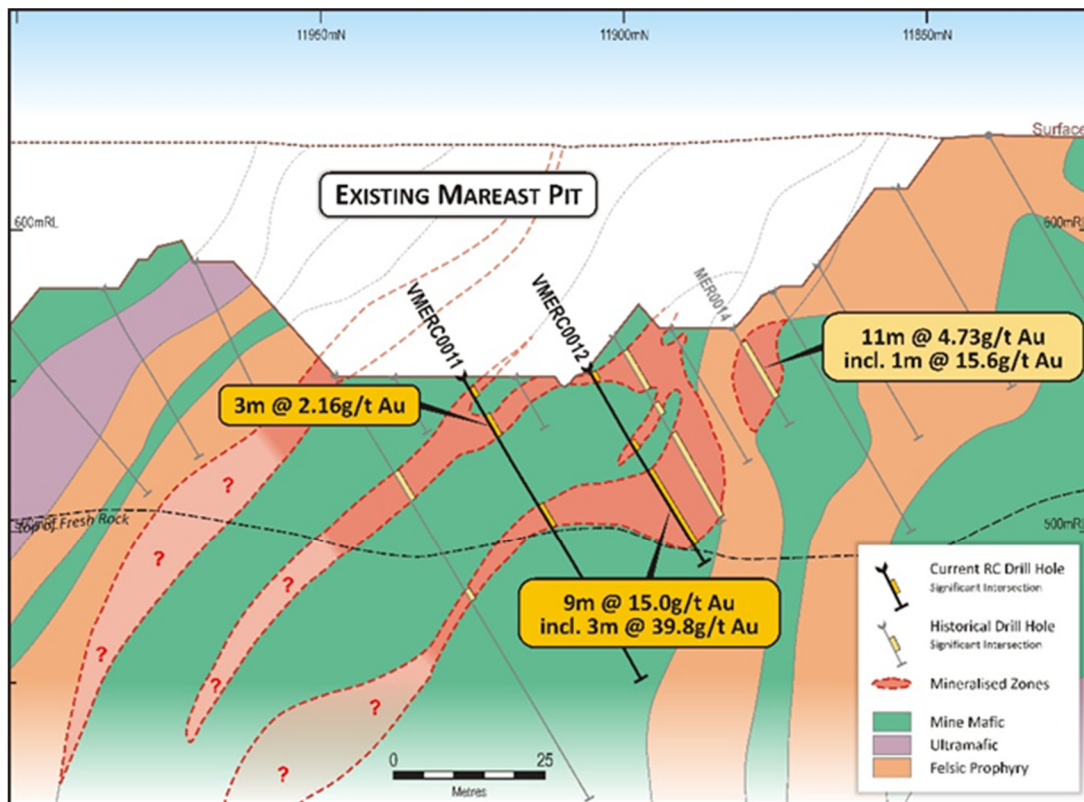 11950mN
11900mN
11850mN
Surface
EXISTING MAREAST PIT
600mRL
600mRL
VMERC0011
VMERC0012
MER0014
11m @ 4.73g/t Au
incl. 1m @ 15.6g/t Au
3m @ 2.16g/t Au
?
?
?
?
?
?
?
Top of Fresh Rock
500mRL
9m @ 15.0g/t Au
incl. 3m @ 39.8g/t Au
0
25
Metres
Current RC Drill Hole
Significant Intersection
Historical Drill Hole
Significant Intersection
Mineralised Zones
Mine Mafic
Ultramafic
Felsic Prophyry